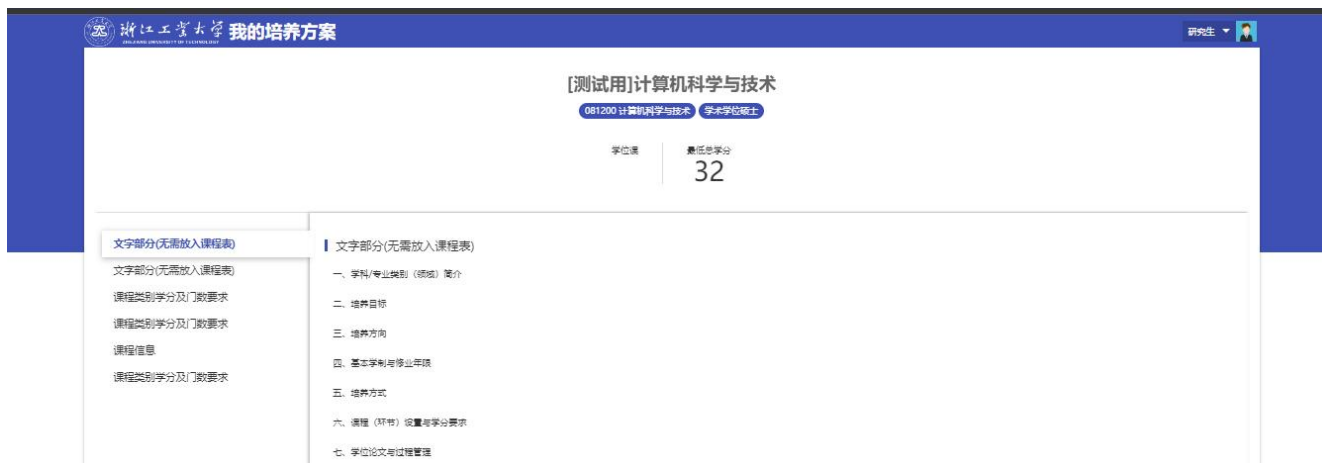 浙江工业大学 我的培养方案
ZHEJIANG UNIVERSITY OF TECHNOLOGY
研究生
[测试用]计算机科学与技术
081200 计算机科学与技术 学术学位硕士
学位课 最低总学分
32
文字部分(无需放入课程表)
文字部分(无需放入课程表)
课程类别学分及门数要求
课程类别学分及门数要求
课程信息
课程类别学分及门数要求
文字部分(无需放入课程表)
一、学科/专业类别（领域）简介
二、培养目标
三、培养方向
四、基本学制与修业年限
五、培养方式
六、课程（环节）设置与学分要求
七、学位论文与过程管理